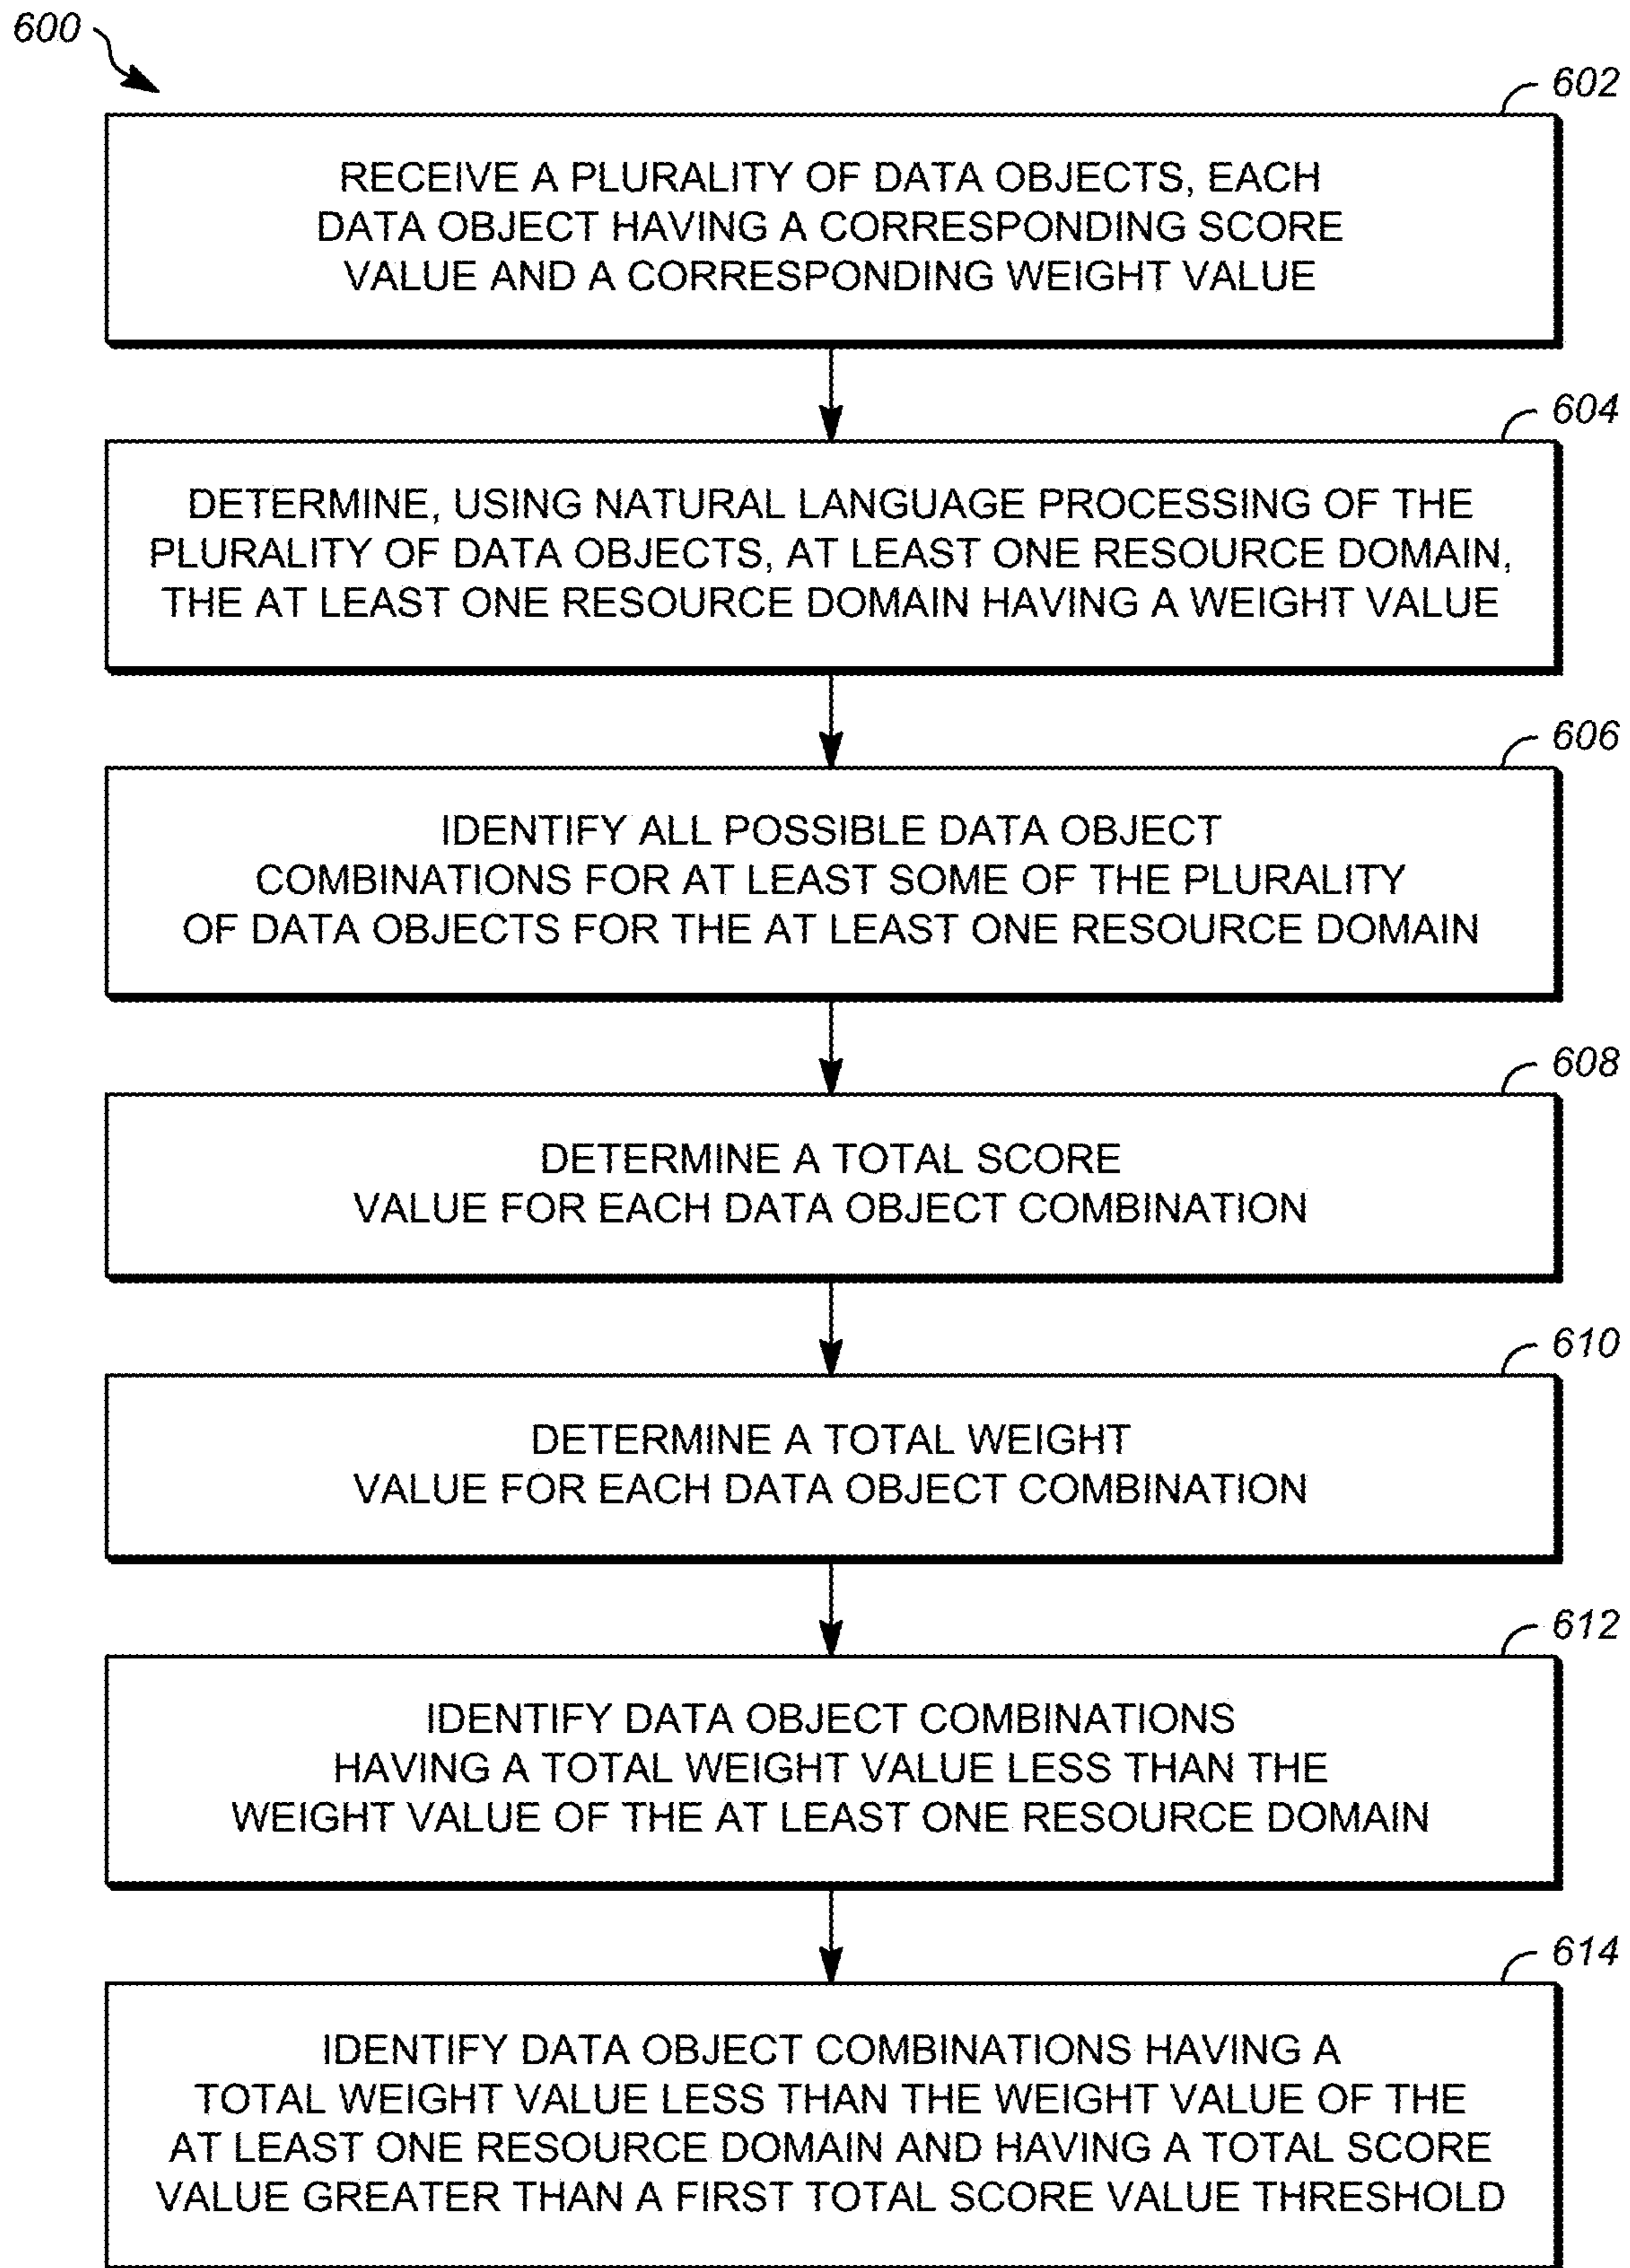 600
602
RECEIVE A PLURALITY OF DATA OBJECTS, EACH
DATA OBJECT HAVING A CORRESPONDING SCORE
VALUE AND A CORRESPONDING WEIGHT VALUE
604
DETERMINE, USING NATURAL LANGUAGE PROCESSING OF THE
PLURALITY OF DATA OBJECTS, AT LEAST ONE RESOURCE DOMAIN,
THE AT LEAST ONE RESOURCE DOMAIN HAVING A WEIGHT VALUE
606
IDENTIFY ALL POSSIBLE DATA OBJECT
COMBINATIONS FOR AT LEAST SOME OF THE PLURALITY
OF DATA OBJECTS FOR THE AT LEAST ONE RESOURCE DOMAIN
608
DETERMINE A TOTAL SCORE
VALUE FOR EACH DATA OBJECT COMBINATION
610
DETERMINE A TOTAL WEIGHT
VALUE FOR EACH DATA OBJECT COMBINATION
612
IDENTIFY DATA OBJECT COMBINATIONS
HAVING A TOTAL WEIGHT VALUE LESS THAN THE
WEIGHT VALUE OF THE AT LEAST ONE RESOURCE DOMAIN
614
IDENTIFY DATA OBJECT COMBINATIONS HAVING A
TOTAL WEIGHT VALUE LESS THAN THE WEIGHT VALUE OF THE
AT LEAST ONE RESOURCE DOMAIN AND HAVING A TOTAL SCORE
VALUE GREATER THAN A FIRST TOTAL SCORE VALUE THRESHOLD